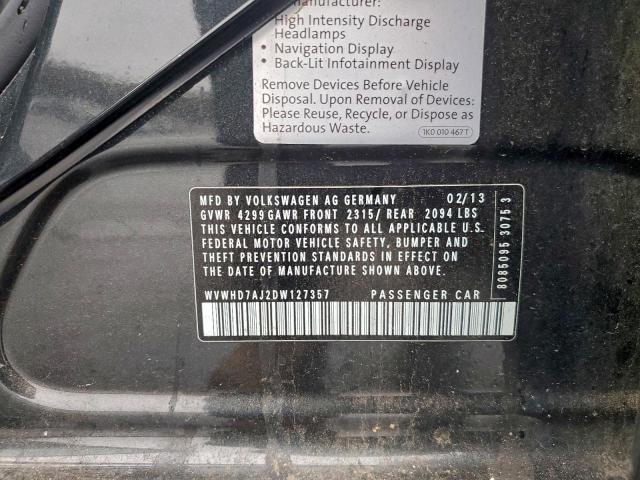 manufacturer:
• High Intensity Discharge
Headlamps
• Navigation Display
• Back-Lit Infotainment Display
Remove Devices Before Vehicle
Disposal. Upon Removal of Devices:
Please Reuse, Recycle, or Dispose as
Hazardous Waste.
1K0 010 467 T
MFD BY VOLKSWAGEN AG GERMANY 02/13
GVWR 4299 GAWR FRONT 2315/ REAR 2094 LBS
THIS VEHICLE CONFORMS TO ALL APPLICABLE U.S.
FEDERAL MOTOR VEHICLE SAFETY, BUMPER AND
THEFT PREVENTION STANDARDS IN EFFECT ON
THE DATE OF MANUFACTURE SHOWN ABOVE.
WVWHD7AJ2DW127357 PASSENGER CAR
8085095 3075 3